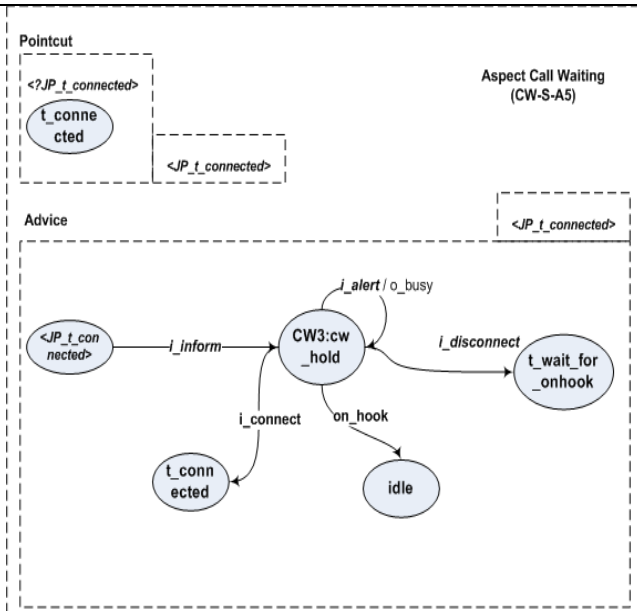 Pointcut
<?JP_t_connected>
t_conne
cted
<JP_t_connected>
Aspect Call Waiting
(CW-S-A5)
Advice
<JP_t_connected>
i_alert / o_busy
<JP_t_con
nected>
i_inform
CW3:cw
_hold
i_disconnect
t_wait_for
_onhook
i_connect
on_hook
t_conn
ected
idle